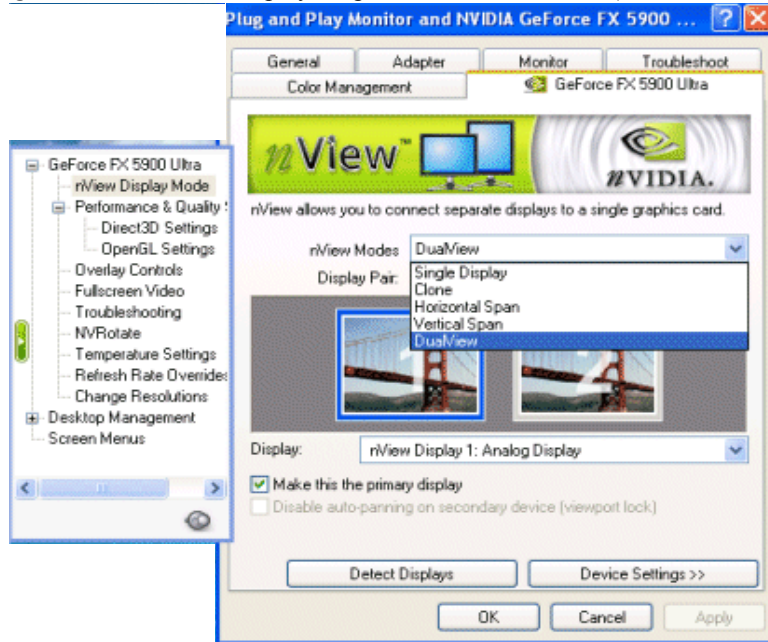 Plug and Play Monitor and NVIDIA GeForce FX 5900 ...
General
Adapter
Monitor
Troubleshoot
Color Management
GeForce FX 5900 Ultra
nView™
NVIDIA.
nView allows you to connect separate displays to a single graphics card.
nView Modes
DualView
Display Pair:
Single Display
Clone
Horizontal Span
Vertical Span
DualView
1
2
Display:
nView Display 1: Analog Display
Make this the primary display
Disable auto-panning on secondary device (viewport lock)
Detect Displays
Device Settings >>
OK
Cancel
Apply
GeForce FX 5900 Ultra
nView Display Mode
Performance & Quality S
Direct3D Settings
OpenGL Settings
Overlay Controls
Fullscreen Video
Troubleshooting
NVRotate
Temperature Settings
Refresh Rate Overrides
Change Resolutions
Desktop Management
Screen Menus